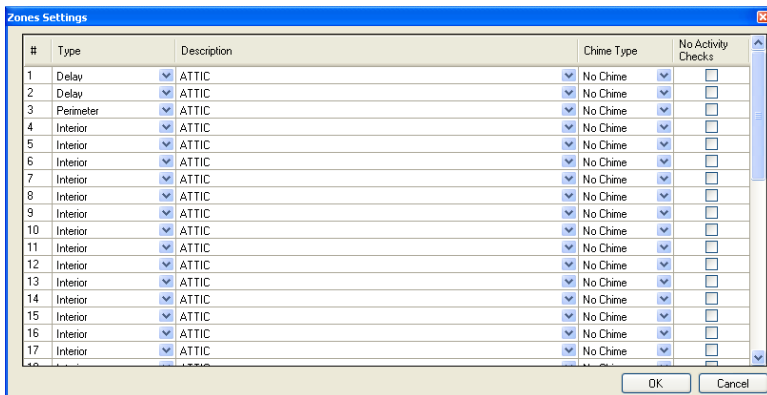 Zones Settings
# Type Description Chime Type No Activity Checks
1 Delay ATTIC No Chime
2 Delay ATTIC No Chime
3 Perimeter ATTIC No Chime
4 Interior ATTIC No Chime
5 Interior ATTIC No Chime
6 Interior ATTIC No Chime
7 Interior ATTIC No Chime
8 Interior ATTIC No Chime
9 Interior ATTIC No Chime
10 Interior ATTIC No Chime
11 Interior ATTIC No Chime
12 Interior ATTIC No Chime
13 Interior ATTIC No Chime
14 Interior ATTIC No Chime
15 Interior ATTIC No Chime
16 Interior ATTIC No Chime
17 Interior ATTIC No Chime
OK Cancel